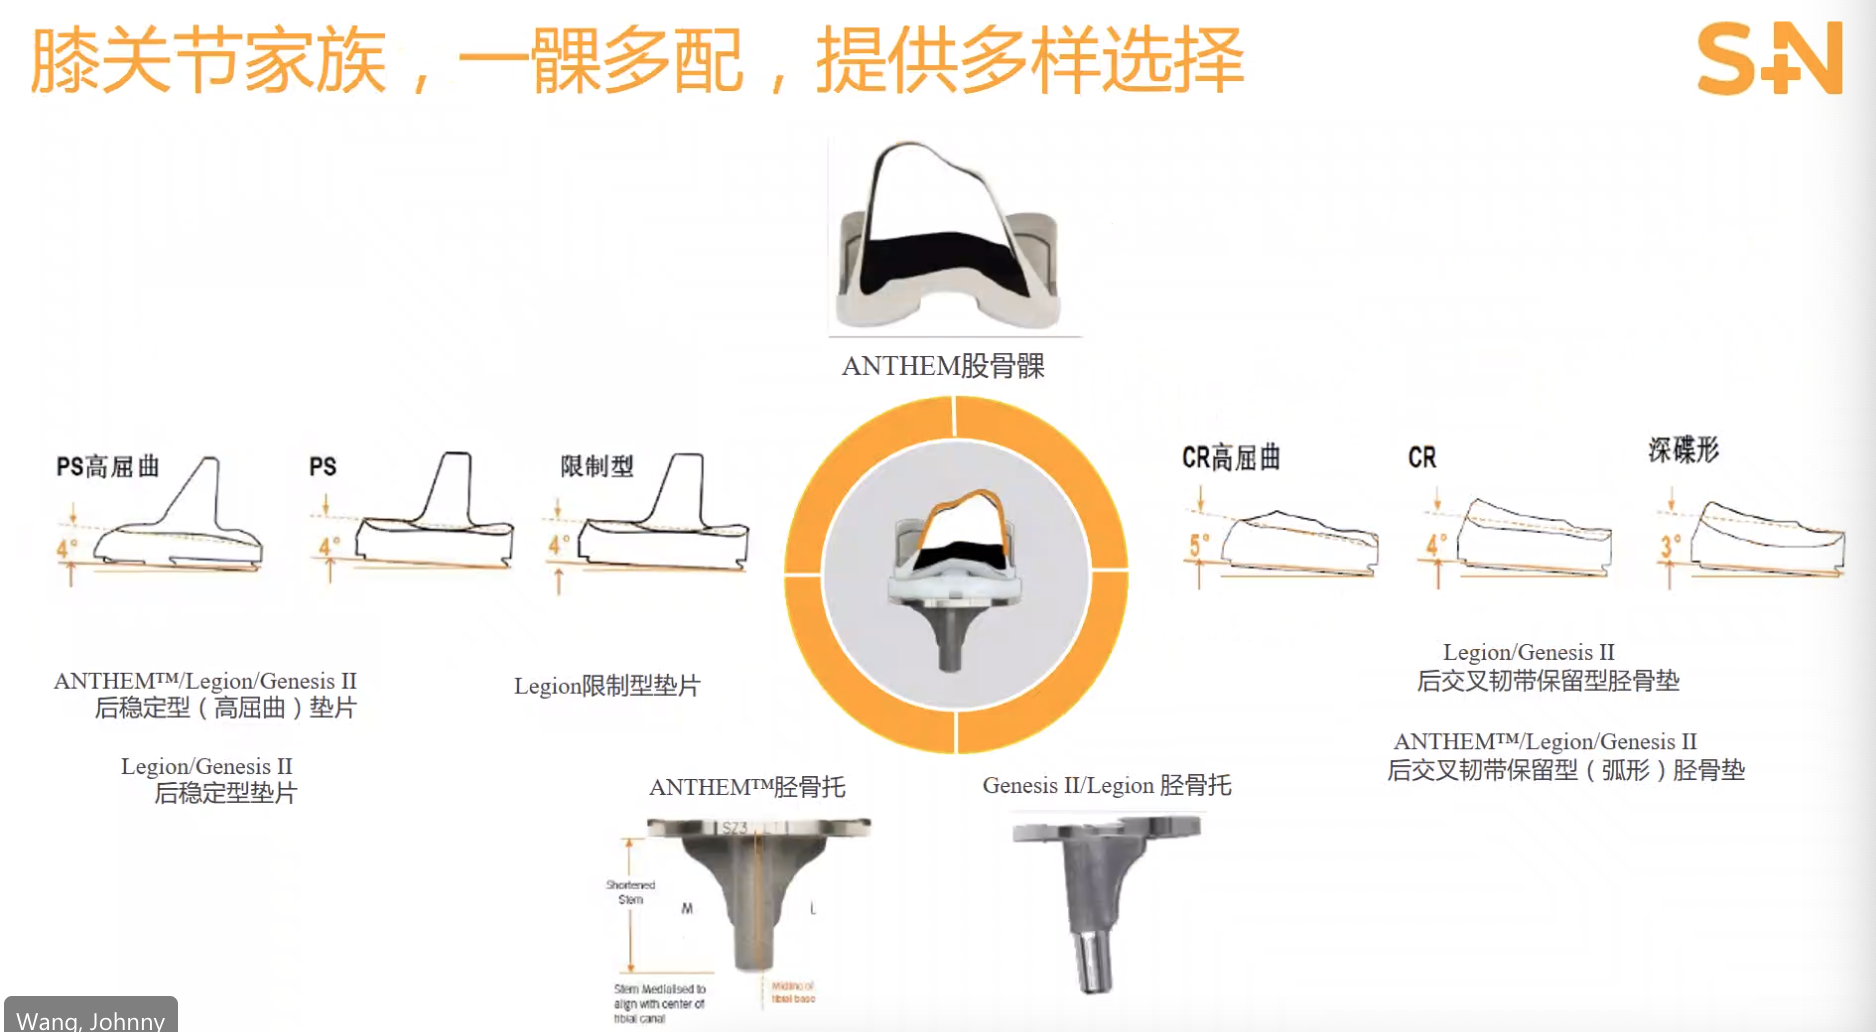 膝关节家族，一髁多配，提供多样选择
S+N
ANTHEM股骨髁
PS高屈曲
4°
PS
4°
限制型
4°
CR高屈曲
5°
CR
4°
深碟形
3°
ANTHEM™/Legion/Genesis II
后稳定型（高屈曲）垫片
Legion/Genesis II
后稳定型垫片
Legion限制型垫片
Legion/Genesis II
后交叉韧带保留型胫骨垫
ANTHEM™/Legion/Genesis II
后交叉韧带保留型（弧形）胫骨垫
ANTHEM™胫骨托
SZ3
Shortened
Stem
M
L
Stem Medialised to
align with center of
tibial canal
Midline of
tibial base
Genesis II/Legion 胫骨托
Wang, Johnny